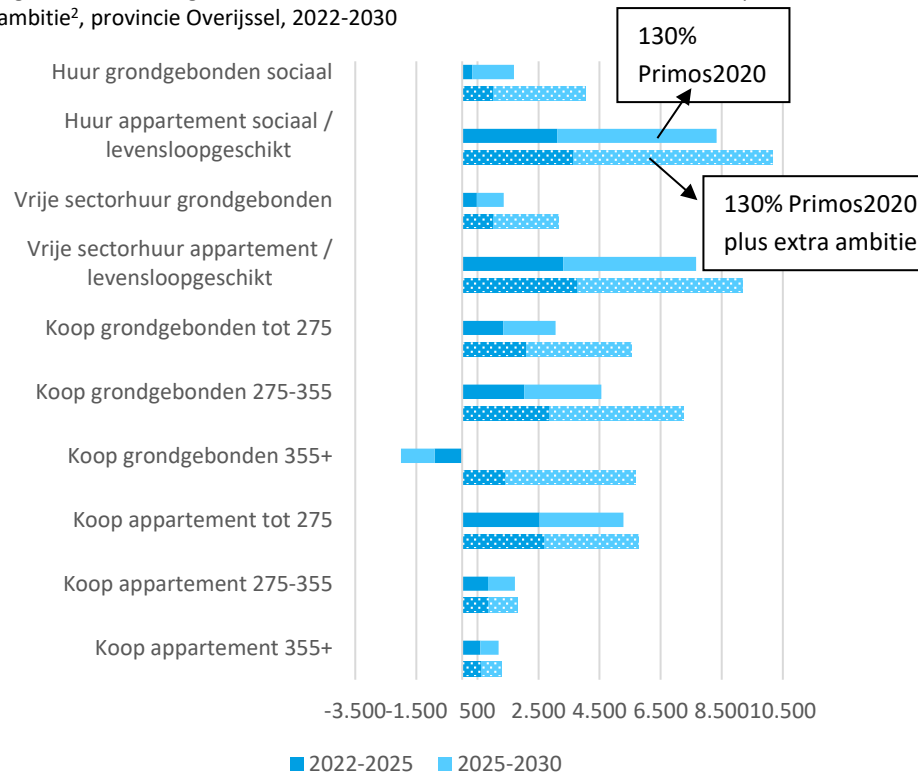 ambitie², provincie Overijssel, 2022-2030
130%
Primos2020
130% Primos2020
plus extra ambitie
Huur grondgebonden sociaal
Huur appartement sociaal /
levensloopgeschikt
Vrije sectorhuur grondgebonden
Vrije sectorhuur appartement /
levensloopgeschikt
Koop grondgebonden tot 275
Koop grondgebonden 275-355
Koop grondgebonden 355+
Koop appartement tot 275
Koop appartement 275-355
Koop appartement 355+
-3.500 -1.500 500 2.500 4.500 6.500 8.500 10.500
2022-2025 2025-2030